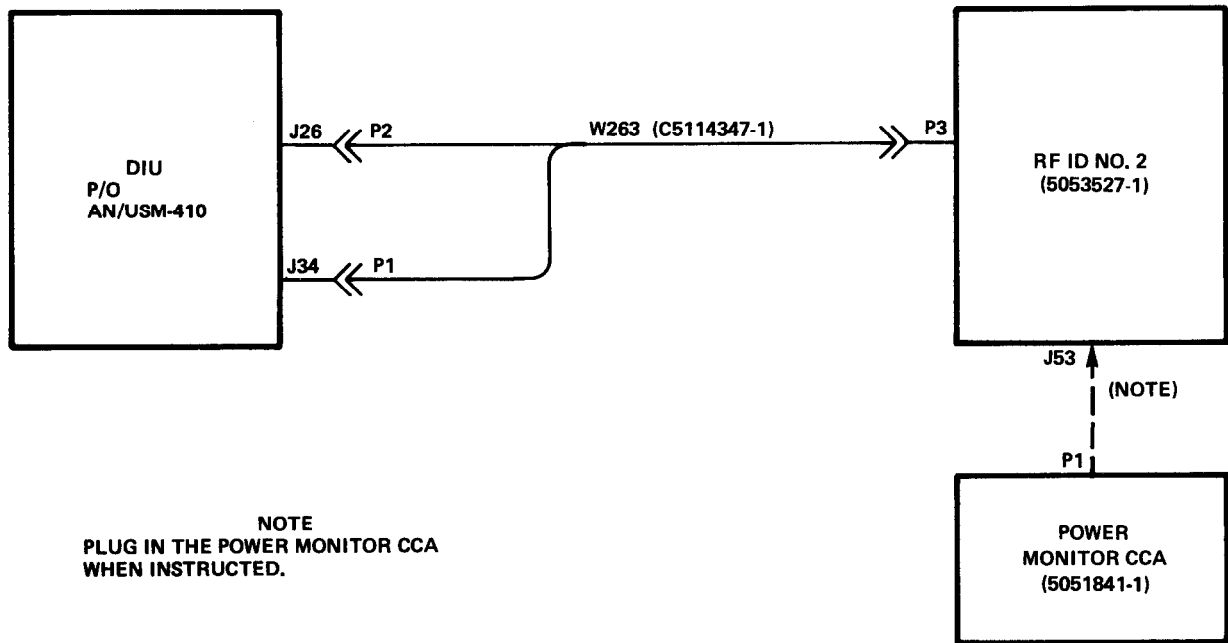 DIU
P/O
AN/USM-410
J26
P2
J34
P1
W263 (C5114347-1)
P3
RF ID NO. 2
(5053527-1)
J53
(NOTE)
P1
POWER
MONITOR CCA
(5051841-1)
NOTE
PLUG IN THE POWER MONITOR CCA
WHEN INSTRUCTED.